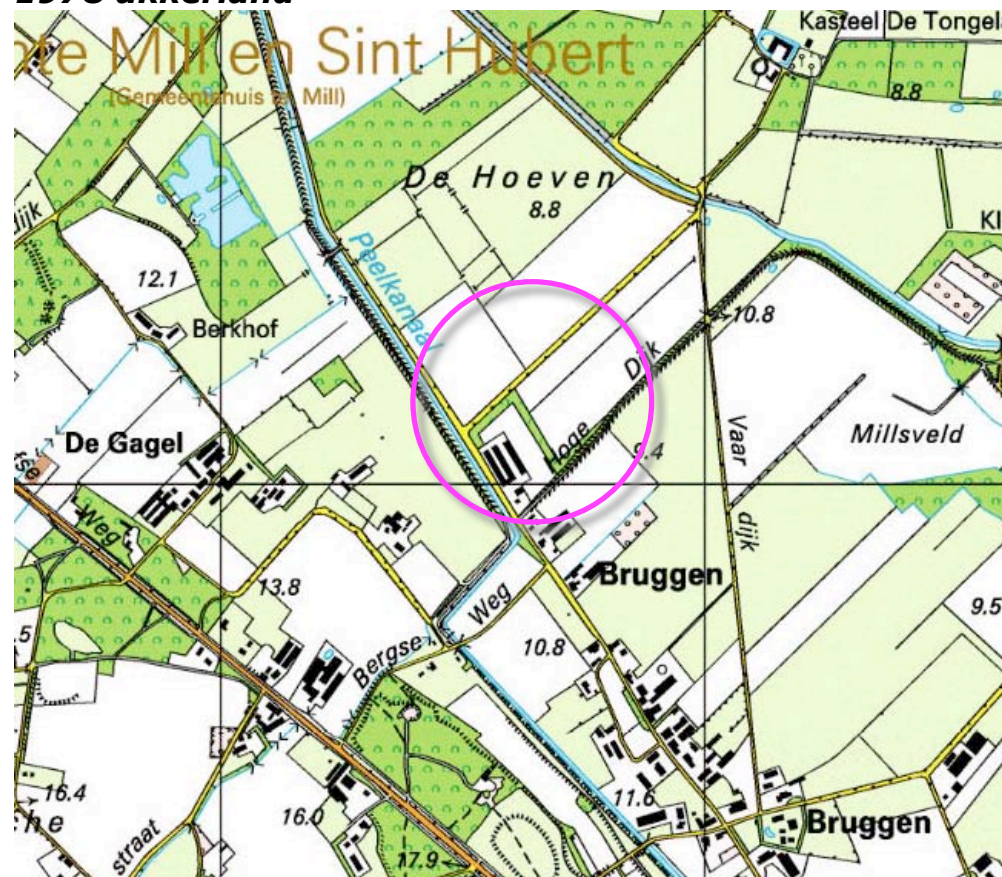 akkerland
Kasteel De Tongel
te Mill en Sint Hubert
(Gemeentehuis te Mill)
8.8
De Hoeven
8.8
dijk
Peelkanaal
12.1
Berkhof
10.8
Hoge Dijk
De Gagel
9.4
Vaar dijk
Millsveld
Weg
13.8
Bruggen
9.5
Weg
Bergse
10.8
16.4
16.0
11.6
Bruggen
straat
17.9